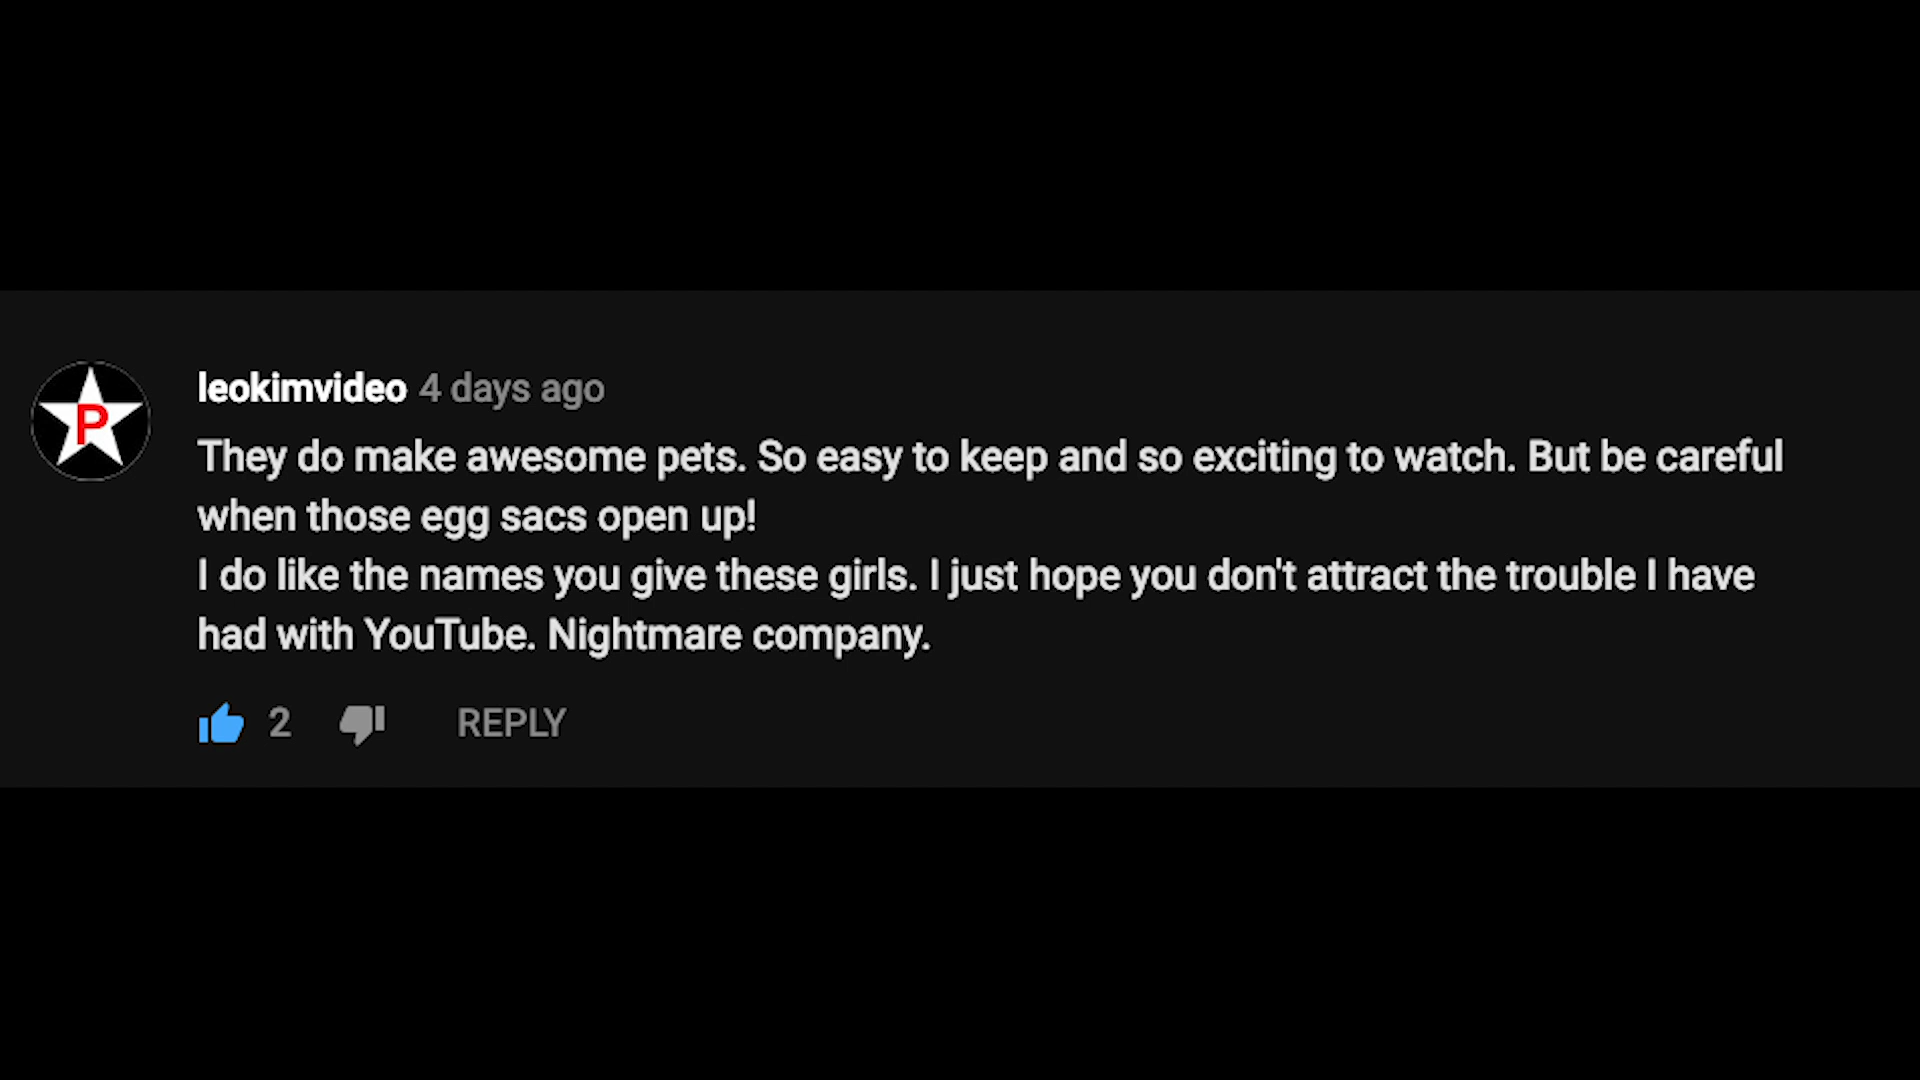 P
leokimvideo 4 days ago
They do make awesome pets. So easy to keep and so exciting to watch. But be careful
when those egg sacs open up!
I do like the names you give these girls. I just hope you don't attract the trouble I have
had with YouTube. Nightmare company.
2 REPLY